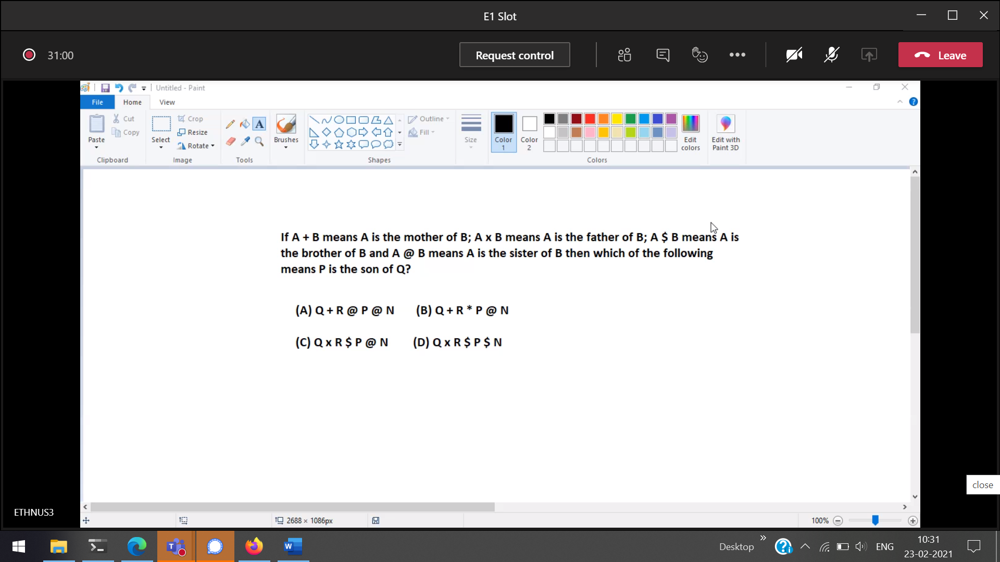 E1 Slot
31:00
Request control
Leave
Untitled - Paint
File Home View
Paste
Cut
Copy
Clipboard
Select
Crop
Resize
Rotate
Image
A
Tools
Brushes
Shapes
Outline
Fill
Size
Color 1
Color 2
Colors
Edit colors
Edit with Paint 3D
If A + B means A is the mother of B; A x B means A is the father of B; A $ B means A is
the brother of B and A @ B means A is the sister of B then which of the following
means P is the son of Q?
(A) Q + R @ P @ N (B) Q + R * P @ N
(C) Q x R $ P @ N (D) Q x R $ P $ N
close
ETHNUS3
2688 × 1086px
100%
Desktop
ENG
10:31
23-02-2021